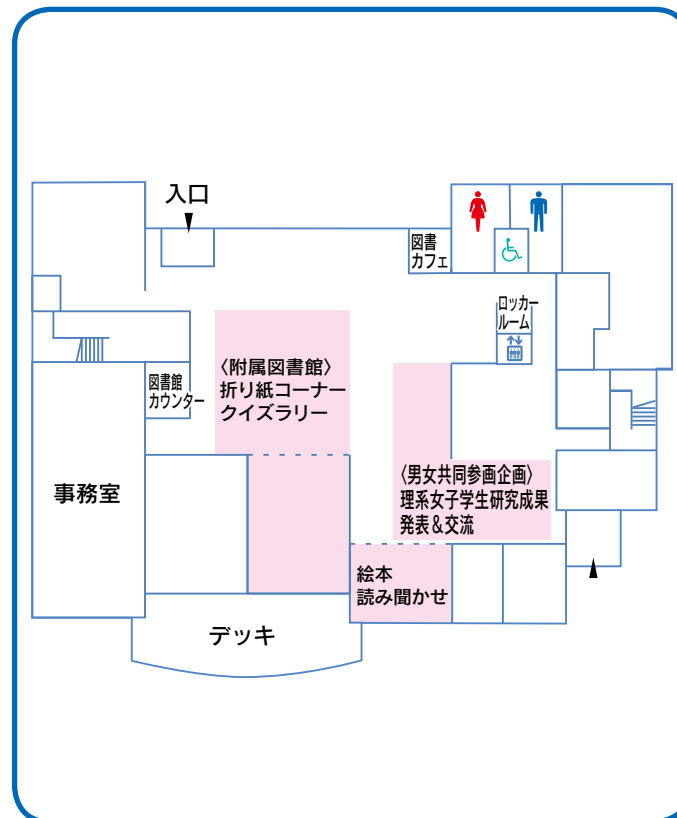 入口
図書
カフェ
ロッカー
ルーム
〈附属図書館〉
折り紙コーナー
クイズラリー
図書館
カウンター
〈男女共同参画企画〉
理系女子学生研究成果
発表＆交流
事務室
絵本
読み聞かせ
デッキ